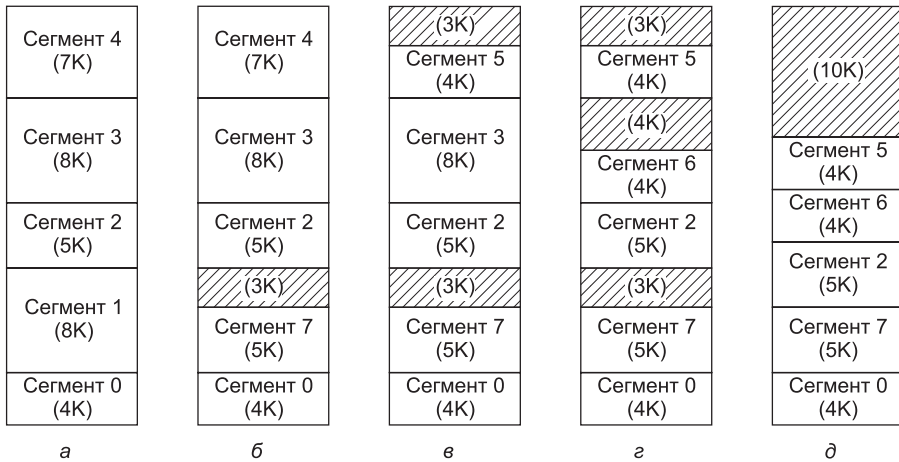 Сегмент 4
(7K)
Сегмент 3
(8K)
Сегмент 2
(5K)
Сегмент 1
(8K)
Сегмент 0
(4K)
а
Сегмент 4
(7K)
Сегмент 3
(8K)
Сегмент 2
(5K)
(3K)
Сегмент 7
(5K)
Сегмент 0
(4K)
б
(3K)
Сегмент 5
(4K)
Сегмент 3
(8K)
Сегмент 2
(5K)
(3K)
Сегмент 7
(5K)
Сегмент 0
(4K)
в
(3K)
Сегмент 5
(4K)
(4K)
Сегмент 6
(4K)
Сегмент 2
(5K)
(3K)
Сегмент 7
(5K)
Сегмент 0
(4K)
г
(10K)
Сегмент 5
(4K)
Сегмент 6
(4K)
Сегмент 2
(5K)
Сегмент 7
(5K)
Сегмент 0
(4K)
д